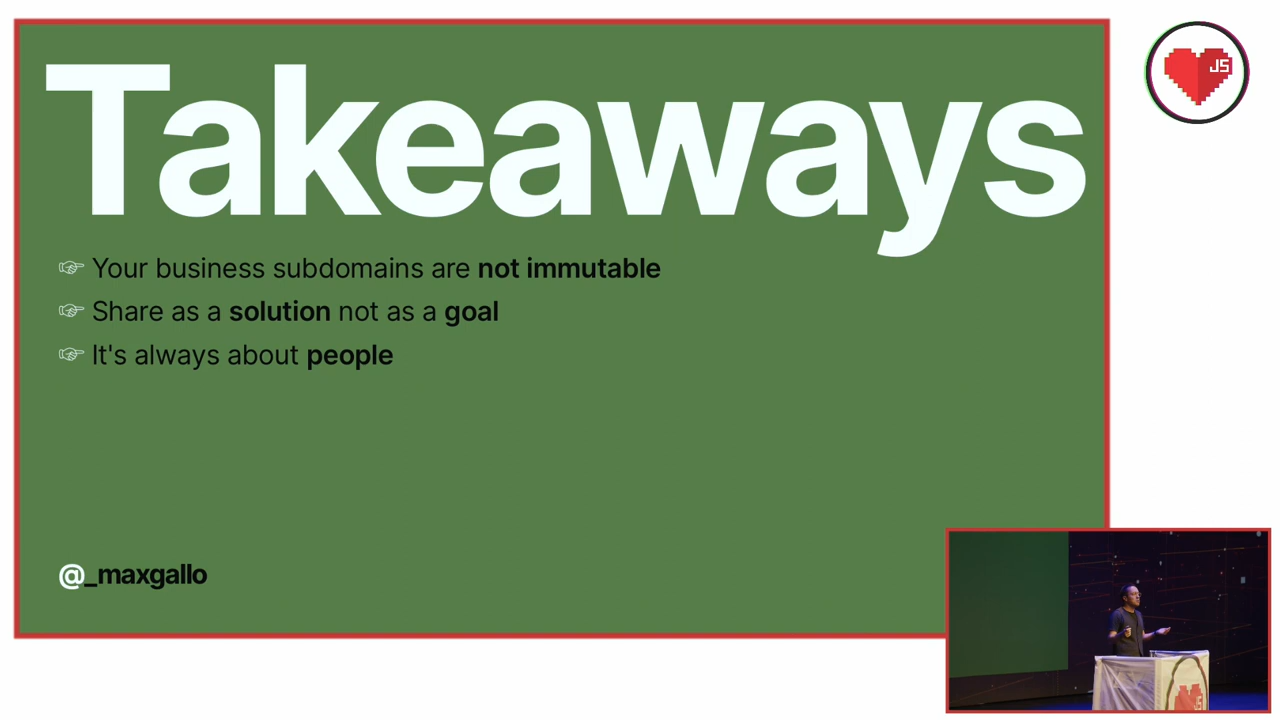 Takeaways
JS
☞ Your business subdomains are not immutable
☞ Share as a solution not as a goal
☞ It's always about people
@_maxgallo
JS